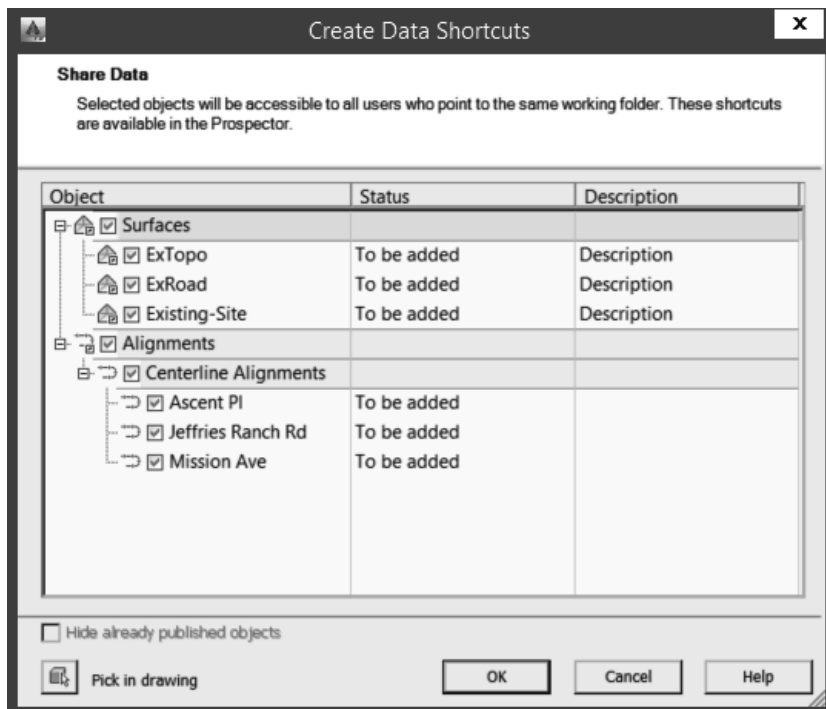 Create Data Shortcuts
X
Share Data
Selected objects will be accessible to all users who point to the same working folder. These shortcuts
are available in the Prospector.
Object Status Description
Surfaces
ExTopo To be added Description
ExRoad To be added Description
Existing-Site To be added Description
Alignments
Centerline Alignments
Ascent Pl To be added
Jeffries Ranch Rd To be added
Mission Ave To be added
Hide already published objects
Pick in drawing OK Cancel Help